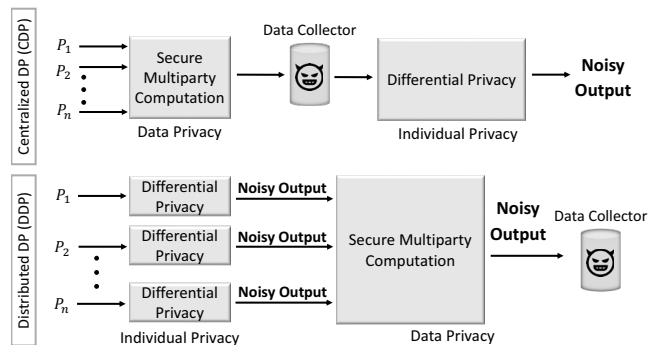 Centralized DP (CDP)
P1
P2
Pn
Secure
Multiparty
Computation
Data Privacy
Data Collector
Differential Privacy
Individual Privacy
Noisy
Output
Distributed DP (DDP)
P1
P2
Pn
Differential
Privacy
Differential
Privacy
Differential
Privacy
Individual Privacy
Noisy Output
Noisy Output
Noisy Output
Secure Multiparty
Computation
Data Privacy
Noisy
Output
Data Collector